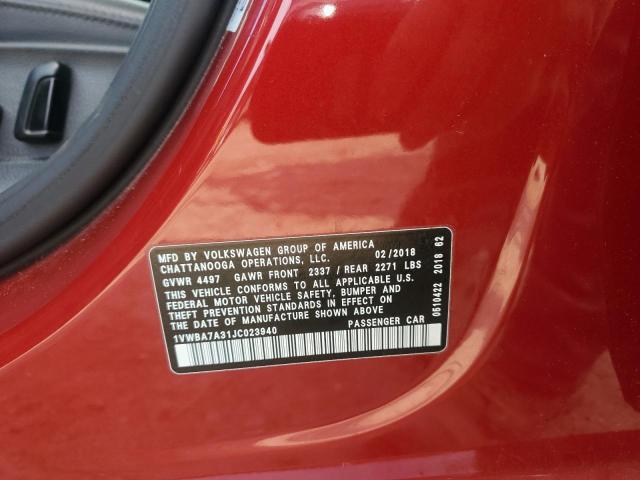 MFD BY VOLKSWAGEN GROUP OF AMERICA
CHATTANOOGA OPERATIONS, LLC. 02/2018
GVWR 4497 GAWR FRONT 2337 / REAR 2271 LBS
THIS VEHICLE CONFORMS TO ALL APPLICABLE U.S.
FEDERAL MOTOR VEHICLE SAFETY, BUMPER AND
THEFT PREVENTION STANDARDS IN EFFECT ON
THE DATE OF MANUFACTURE SHOWN ABOVE
1VWBA7A31JC023940 PASSENGER CAR
0510422 2018 62